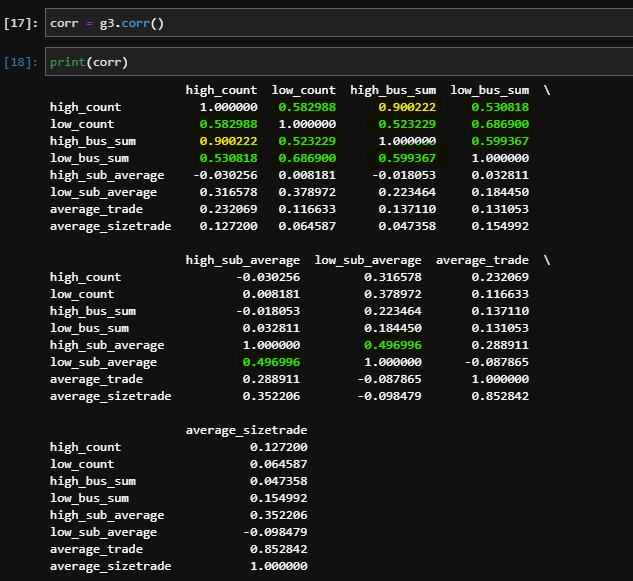 [17]: corr = g3.corr()
[18]: print(corr)
high_count low_count high_bus_sum low_bus_sum \
high_count 1.000000 0.582988 0.900222 0.530818
low_count 0.582988 1.000000 0.523229 0.686900
high_bus_sum 0.900222 0.523229 1.000000 0.599367
low_bus_sum 0.530818 0.686900 0.599367 1.000000
high_sub_average -0.030256 0.008181 -0.018053 0.032811
low_sub_average 0.316578 0.378972 0.223464 0.184450
average_trade 0.232069 0.116633 0.137110 0.131053
average_sizetrade 0.127200 0.064587 0.047358 0.154992
high_sub_average low_sub_average average_trade \
high_count -0.030256 0.316578 0.232069
low_count 0.008181 0.378972 0.116633
high_bus_sum -0.018053 0.223464 0.137110
low_bus_sum 0.032811 0.184450 0.131053
high_sub_average 1.000000 0.496996 0.288911
low_sub_average 0.496996 1.000000 -0.087865
average_trade 0.288911 -0.087865 1.000000
average_sizetrade 0.352206 -0.098479 0.852842
average_sizetrade
high_count 0.127200
low_count 0.064587
high_bus_sum 0.047358
low_bus_sum 0.154992
high_sub_average 0.352206
low_sub_average -0.098479
average_trade 0.852842
average_sizetrade 1.000000